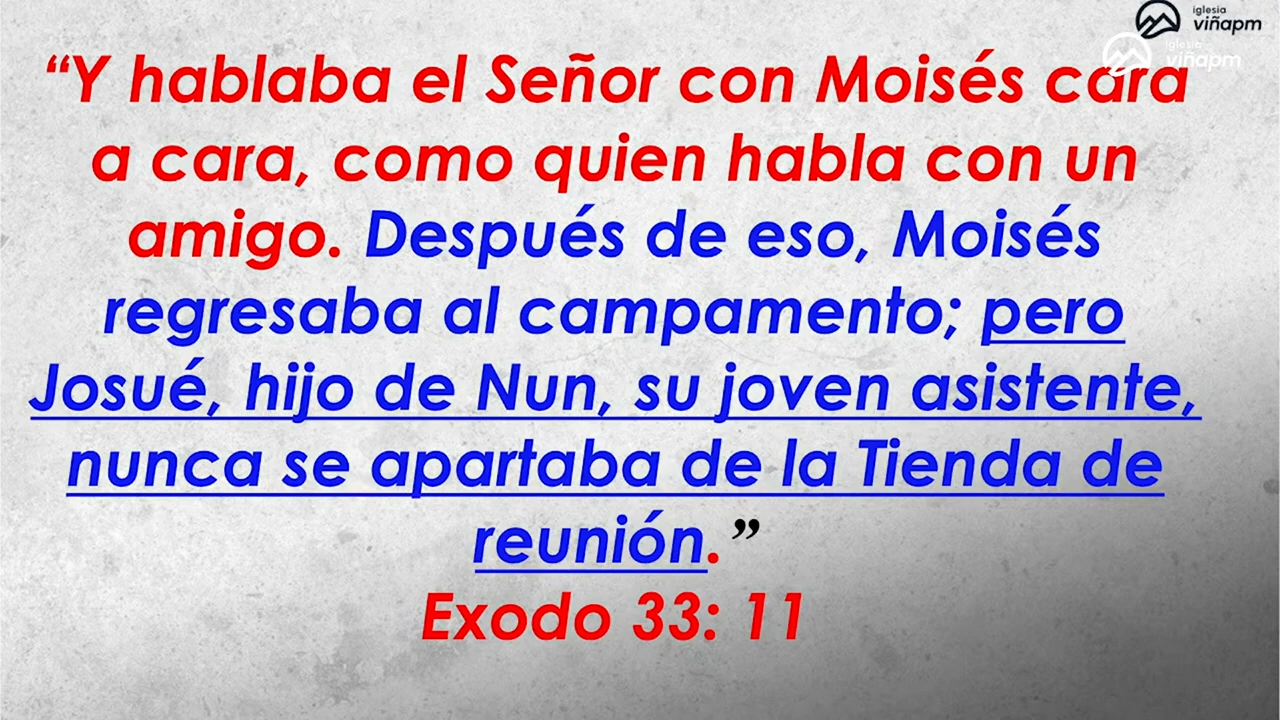 iglesia
viñapm
iglesia
viñapm
“Y hablaba el Señor con Moisés cara
a cara, como quien habla con un
amigo. Después de eso, Moisés
regresaba al campamento; pero
Josué, hijo de Nun, su joven asistente,
nunca se apartaba de la Tienda de
reunión.”
Exodo 33: 11